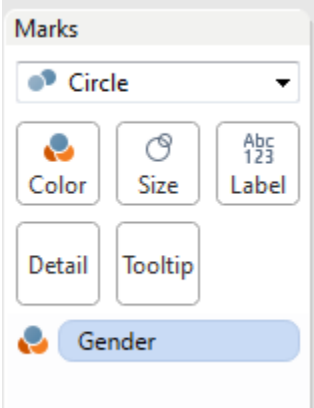 Marks
Circle
Color Size Abc 123 Label
Detail Tooltip
Gender